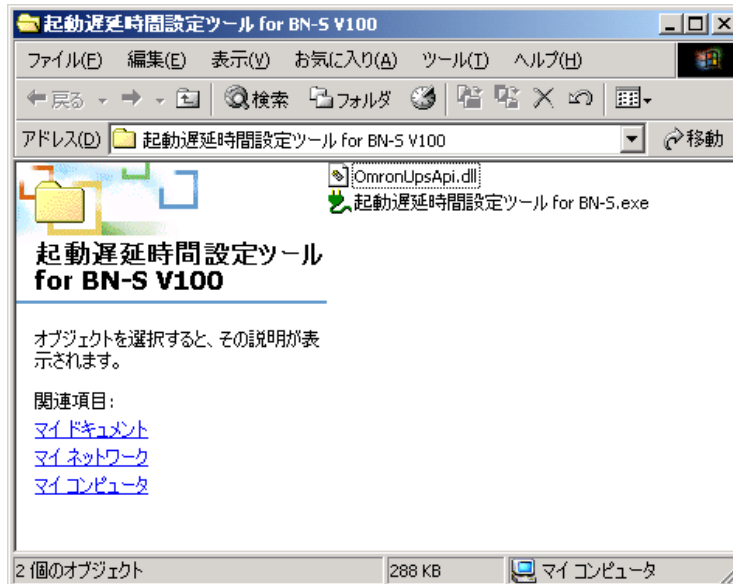 起動遅延時間設定ツール for BN-S V100
ファイル(F) 編集(E) 表示(V) お気に入り(A) ツール(T) ヘルプ(H)
戻る 検索 フォルダ
アドレス(D) 起動遅延時間設定ツール for BN-S V100 移動
OmronUpsApi.dll
起動遅延時間設定ツール for BN-S.exe
起動遅延時間設定ツール
for BN-S V100
オブジェクトを選択すると、その説明が表
示されます。
関連項目:
マイ ドキュメント
マイ ネットワーク
マイ コンピュータ
2 個のオブジェクト 288 KB マイ コンピュータ